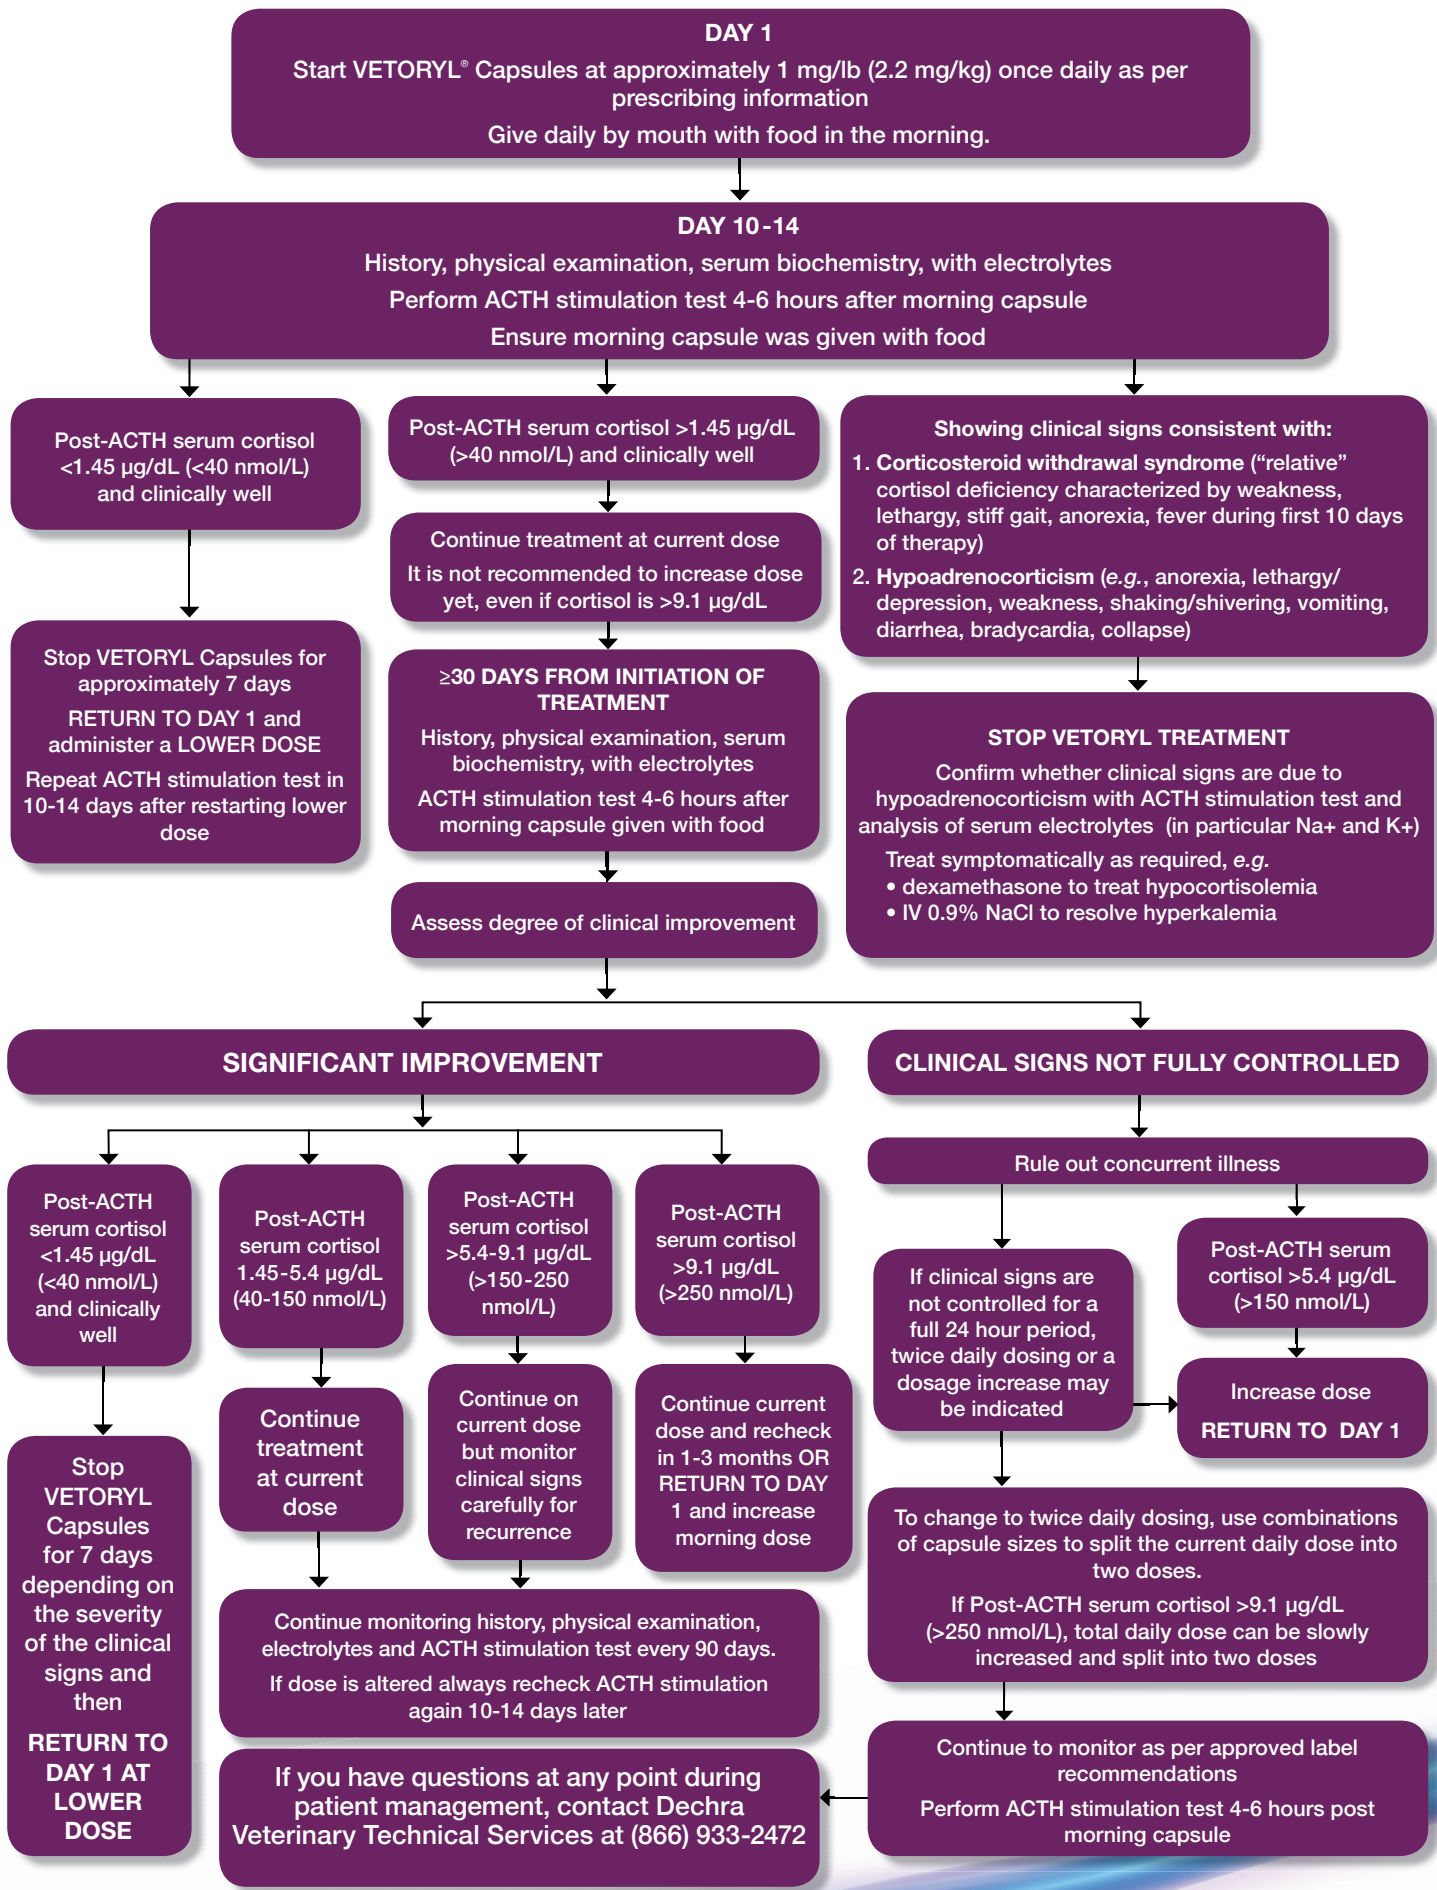 DAY 1
Start VETORYL® Capsules at approximately 1 mg/lb (2.2 mg/kg) once daily as per
prescribing information
Give daily by mouth with food in the morning.
DAY 10-14
History, physical examination, serum biochemistry, with electrolytes
Perform ACTH stimulation test 4-6 hours after morning capsule
Ensure morning capsule was given with food
Post-ACTH serum cortisol
<1.45 µg/dL (<40 nmol/L)
and clinically well
Stop VETORYL Capsules for
approximately 7 days
RETURN TO DAY 1 and
administer a LOWER DOSE
Repeat ACTH stimulation test in
10-14 days after restarting lower
dose
Post-ACTH serum cortisol >1.45 µg/dL
(>40 nmol/L) and clinically well
Continue treatment at current dose
It is not recommended to increase dose
yet, even if cortisol is >9.1 µg/dL
≥30 DAYS FROM INITIATION OF
TREATMENT
History, physical examination, serum
biochemistry, with electrolytes
ACTH stimulation test 4-6 hours after
morning capsule given with food
Assess degree of clinical improvement
Showing clinical signs consistent with:
1. Corticosteroid withdrawal syndrome (“relative”
cortisol deficiency characterized by weakness,
lethargy, stiff gait, anorexia, fever during first 10 days
of therapy)
2. Hypoadrenocorticism (e.g., anorexia, lethargy/
depression, weakness, shaking/shivering, vomiting,
diarrhea, bradycardia, collapse)
STOP VETORYL TREATMENT
Confirm whether clinical signs are due to
hypoadrenocorticism with ACTH stimulation test and
analysis of serum electrolytes (in particular Na+ and K+)
Treat symptomatically as required, e.g.
• dexamethasone to treat hypocortisolemia
• IV 0.9% NaCl to resolve hyperkalemia
SIGNIFICANT IMPROVEMENT
Post-ACTH
serum cortisol
<1.45 µg/dL
(<40 nmol/L)
and clinically
well
Stop
VETORYL
Capsules
for 7 days
depending on
the severity
of the clinical
signs and
then
RETURN TO
DAY 1 AT
LOWER
DOSE
Post-ACTH
serum cortisol
1.45-5.4 µg/dL
(40-150 nmol/L)
Continue
treatment
at current
dose
Post-ACTH
serum cortisol
>5.4-9.1 µg/dL
(>150-250
nmol/L)
Continue on
current dose
but monitor
clinical signs
carefully for
recurrence
Post-ACTH
serum cortisol
>9.1 µg/dL
(>250 nmol/L)
Continue current
dose and recheck
in 1-3 months OR
RETURN TO DAY
1 and increase
morning dose
Continue monitoring history, physical examination,
electrolytes and ACTH stimulation test every 90 days.
If dose is altered always recheck ACTH stimulation
again 10-14 days later
If you have questions at any point during
patient management, contact Dechra
Veterinary Technical Services at (866) 933-2472
CLINICAL SIGNS NOT FULLY CONTROLLED
Rule out concurrent illness
If clinical signs are
not controlled for a
full 24 hour period,
twice daily dosing or a
dosage increase may
be indicated
Post-ACTH serum
cortisol >5.4 µg/dL
(>150 nmol/L)
Increase dose
RETURN TO DAY 1
To change to twice daily dosing, use combinations
of capsule sizes to split the current daily dose into
two doses.
If Post-ACTH serum cortisol >9.1 µg/dL
(>250 nmol/L), total daily dose can be slowly
increased and split into two doses
Continue to monitor as per approved label
recommendations
Perform ACTH stimulation test 4-6 hours post
morning capsule